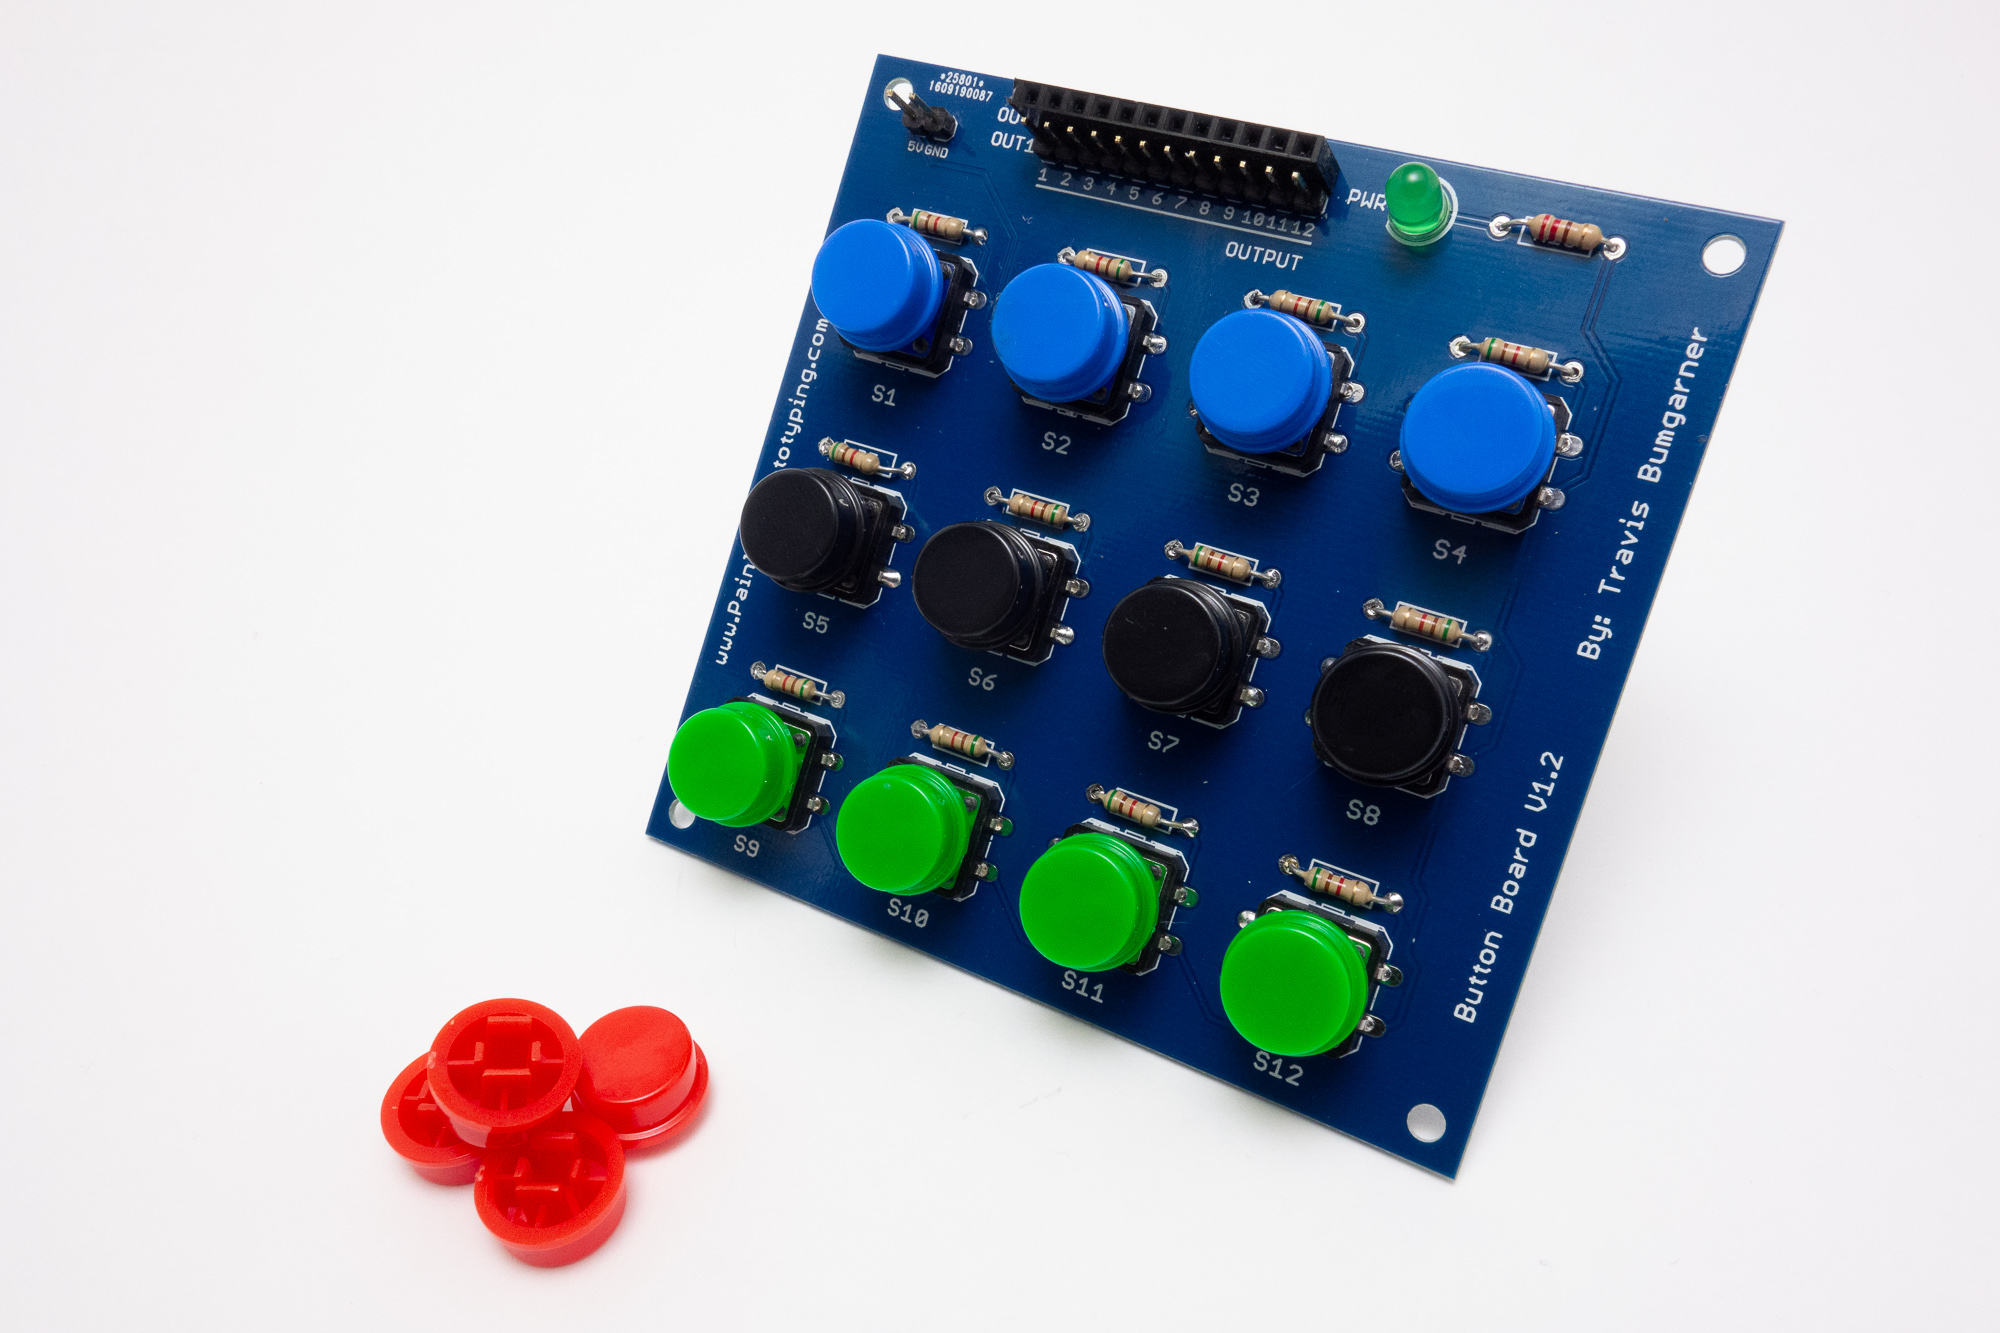 *25801*
1609190087
5V GND
OUT1
1 2 3 4 5 6 7 8 9 10 11 12
OUTPUT
PWR
S1
S2
S3
S4
S5
S6
S7
S8
S9
S10
S11
S12
By: Travis Bumgarner
Button Board V1.2